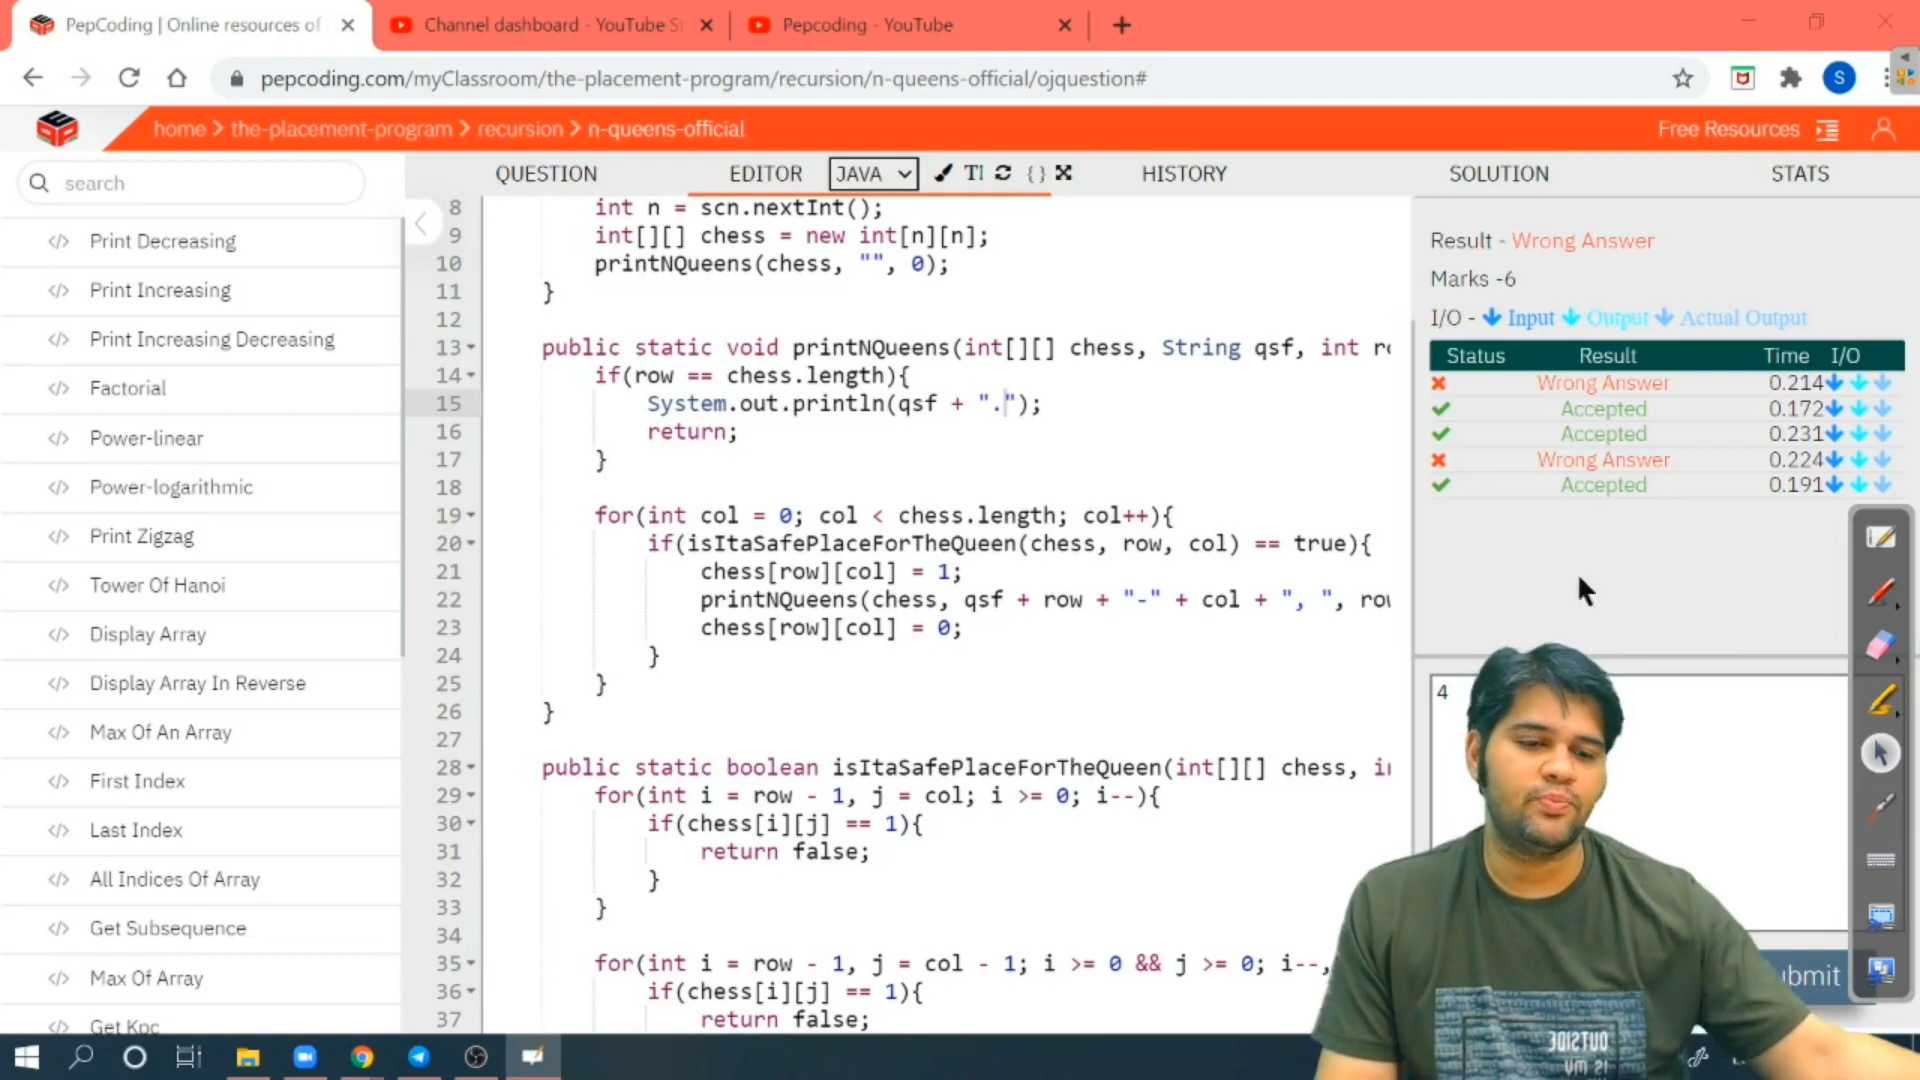 PepCoding | Online resources of
Channel dashboard - YouTube St
Pepcoding - YouTube
pepcoding.com/myClassroom/the-placement-program/recursion/n-queens-official/ojquestion#
S
home > the-placement-program > recursion > n-queens-official
Free Resources
search
QUESTION
EDITOR
JAVA
HISTORY
SOLUTION
STATS
Print Decreasing
Print Increasing
Print Increasing Decreasing
Factorial
Power-linear
Power-logarithmic
Print Zigzag
Tower Of Hanoi
Display Array
Display Array In Reverse
Max Of An Array
First Index
Last Index
All Indices Of Array
Get Subsequence
Max Of Array
Get Kpc
8 int n = scn.nextInt();
9 int[][] chess = new int[n][n];
10 printNQueens(chess, "", 0);
11 }
12
13 public static void printNQueens(int[][] chess, String qsf, int ro
14 if(row == chess.length){
15 System.out.println(qsf + ".");
16 return;
17 }
18
19 for(int col = 0; col < chess.length; col++){
20 if(isItaSafePlaceForTheQueen(chess, row, col) == true){
21 chess[row][col] = 1;
22 printNQueens(chess, qsf + row + "-" + col + ", ", row
23 chess[row][col] = 0;
24 }
25 }
26 }
27
28 public static boolean isItaSafePlaceForTheQueen(int[][] chess, in
29 for(int i = row - 1, j = col; i >= 0; i--){
30 if(chess[i][j] == 1){
31 return false;
32 }
33 }
34
35 for(int i = row - 1, j = col - 1; i >= 0 && j >= 0; i--,
36 if(chess[i][j] == 1){
37 return false;
Result - Wrong Answer
Marks -6
I/O - Input Output Actual Output
Status Result Time I/O
Wrong Answer 0.214
Accepted 0.172
Accepted 0.231
Wrong Answer 0.224
Accepted 0.191
4
ubmit
OUTSIDE